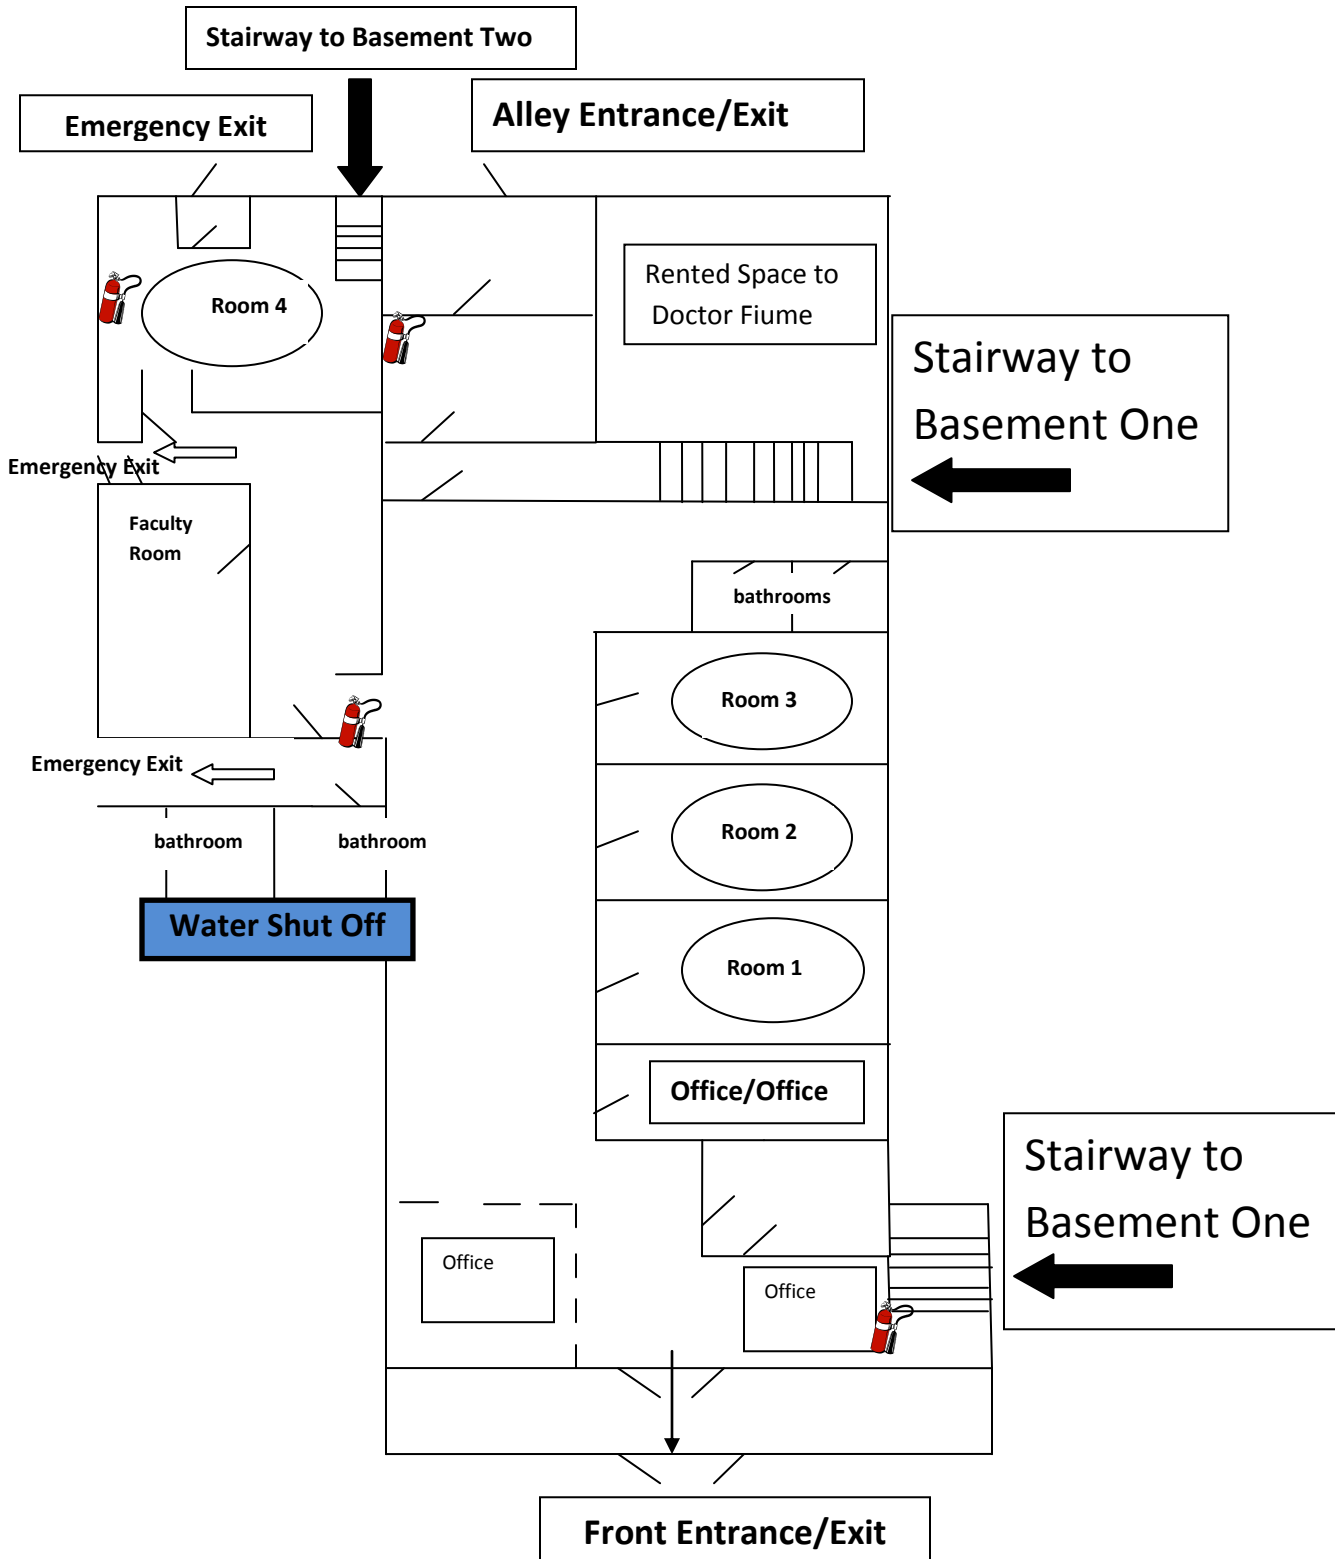 Stairway to Basement Two
Emergency Exit
Alley Entrance/Exit
Rented Space to
Doctor Fiume
Room 4
Stairway to
Basement One
Emergency Exit
Faculty
Room
bathrooms
Room 3
Emergency Exit
Room 2
bathroom
bathroom
Water Shut Off
Room 1
Office/Office
Stairway to
Basement One
Office
Office
Front Entrance/Exit